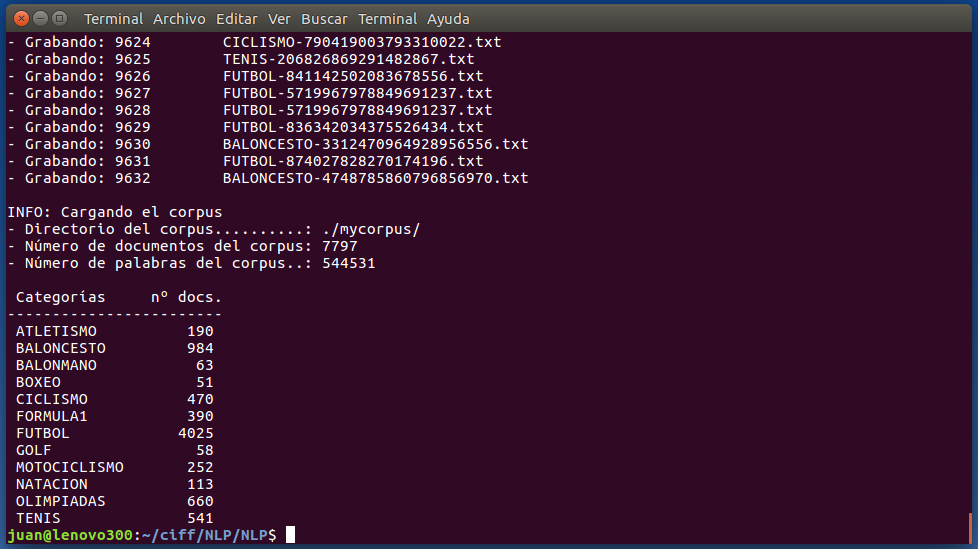 Terminal Archivo Editar Ver Buscar Terminal Ayuda
- Grabando: 9624 CICLISMO-790419003793310022.txt
- Grabando: 9625 TENIS-206826869291482867.txt
- Grabando: 9626 FUTBOL-841142502083678556.txt
- Grabando: 9627 FUTBOL-5719967978849691237.txt
- Grabando: 9628 FUTBOL-5719967978849691237.txt
- Grabando: 9629 FUTBOL-836342034375526434.txt
- Grabando: 9630 BALONCESTO-3312470964928956556.txt
- Grabando: 9631 FUTBOL-874027828270174196.txt
- Grabando: 9632 BALONCESTO-4748785860796856970.txt
INFO: Cargando el corpus
- Directorio del corpus..........: ./mycorpus/
- Número de documentos del corpus: 7797
- Número de palabras del corpus..: 544531
Categorías nº docs.
------------------------
ATLETISMO 190
BALONCESTO 984
BALONMANO 63
BOXEO 51
CICLISMO 470
FORMULA1 390
FUTBOL 4025
GOLF 58
MOTOCICLISMO 252
NATACION 113
OLIMPIADAS 660
TENIS 541
juan@lenovo300:~/ciff/NLP/NLP$